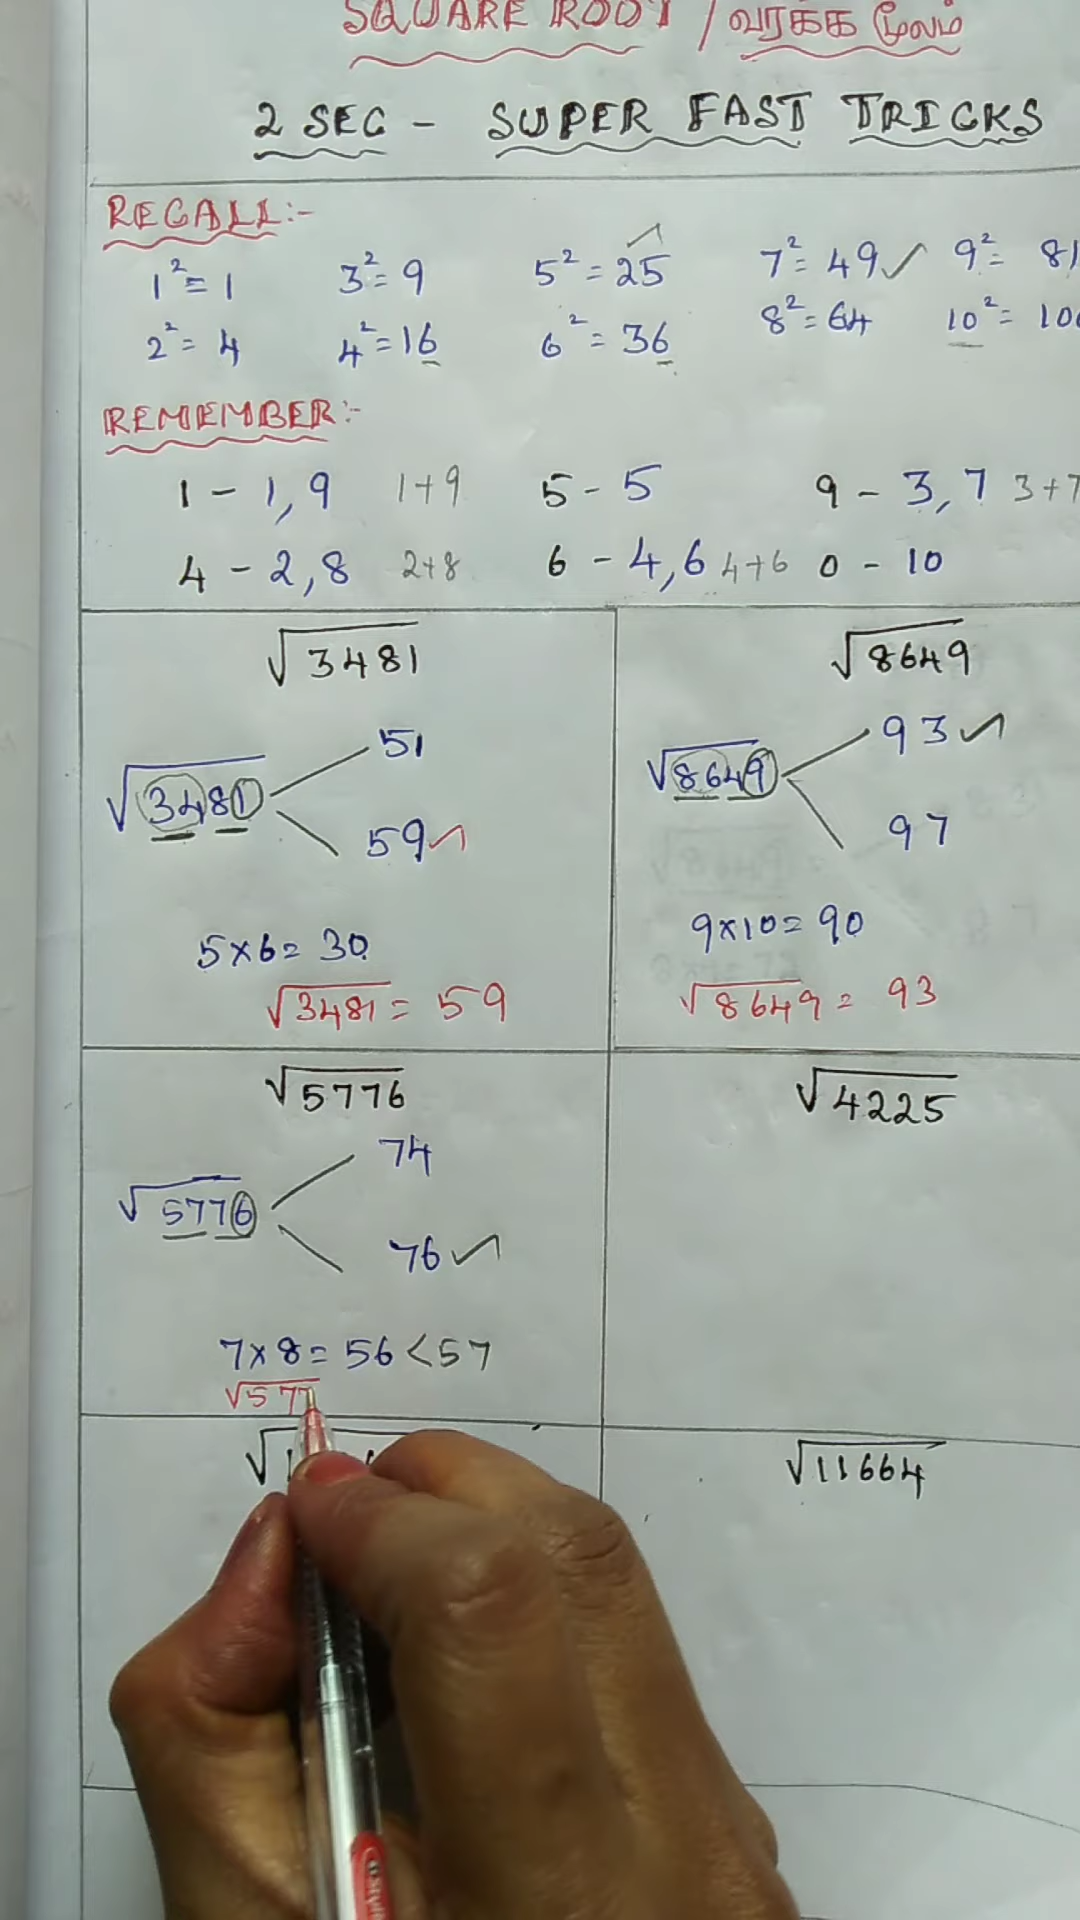 SQUARE ROOT / வர்க்க மூலம்
2 SEC - SUPER FAST TRICKS
RECALL:-
1² = 1 3² = 9 5² = 25 7² = 49 ✓ 9² = 81
2² = 4 4² = 16 6² = 36 8² = 64 10² = 100
REMEMBER:-
1 - 1, 9 1+9 5 - 5 9 - 3, 7 3+7
4 - 2, 8 2+8 6 - 4, 6 4+6 0 - 10
√3481
√3481
51
59 ✓
5×6 = 30
√3481 = 59
√8649
√8649
93 ✓
97
9×10 = 90
√8649 = 93
√5776
√5776
74
76 ✓
7×8 = 56 < 57
√577
√4225
√11664